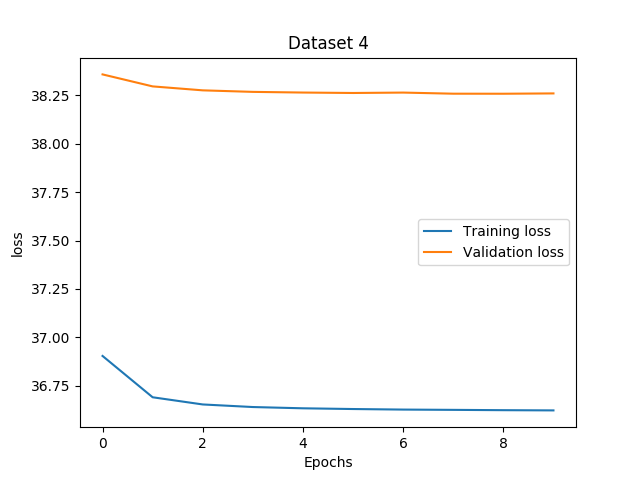 Dataset 4
loss
38.25
38.00
37.75
37.50
37.25
37.00
36.75
Training loss
Validation loss
0 2 4 6 8
Epochs